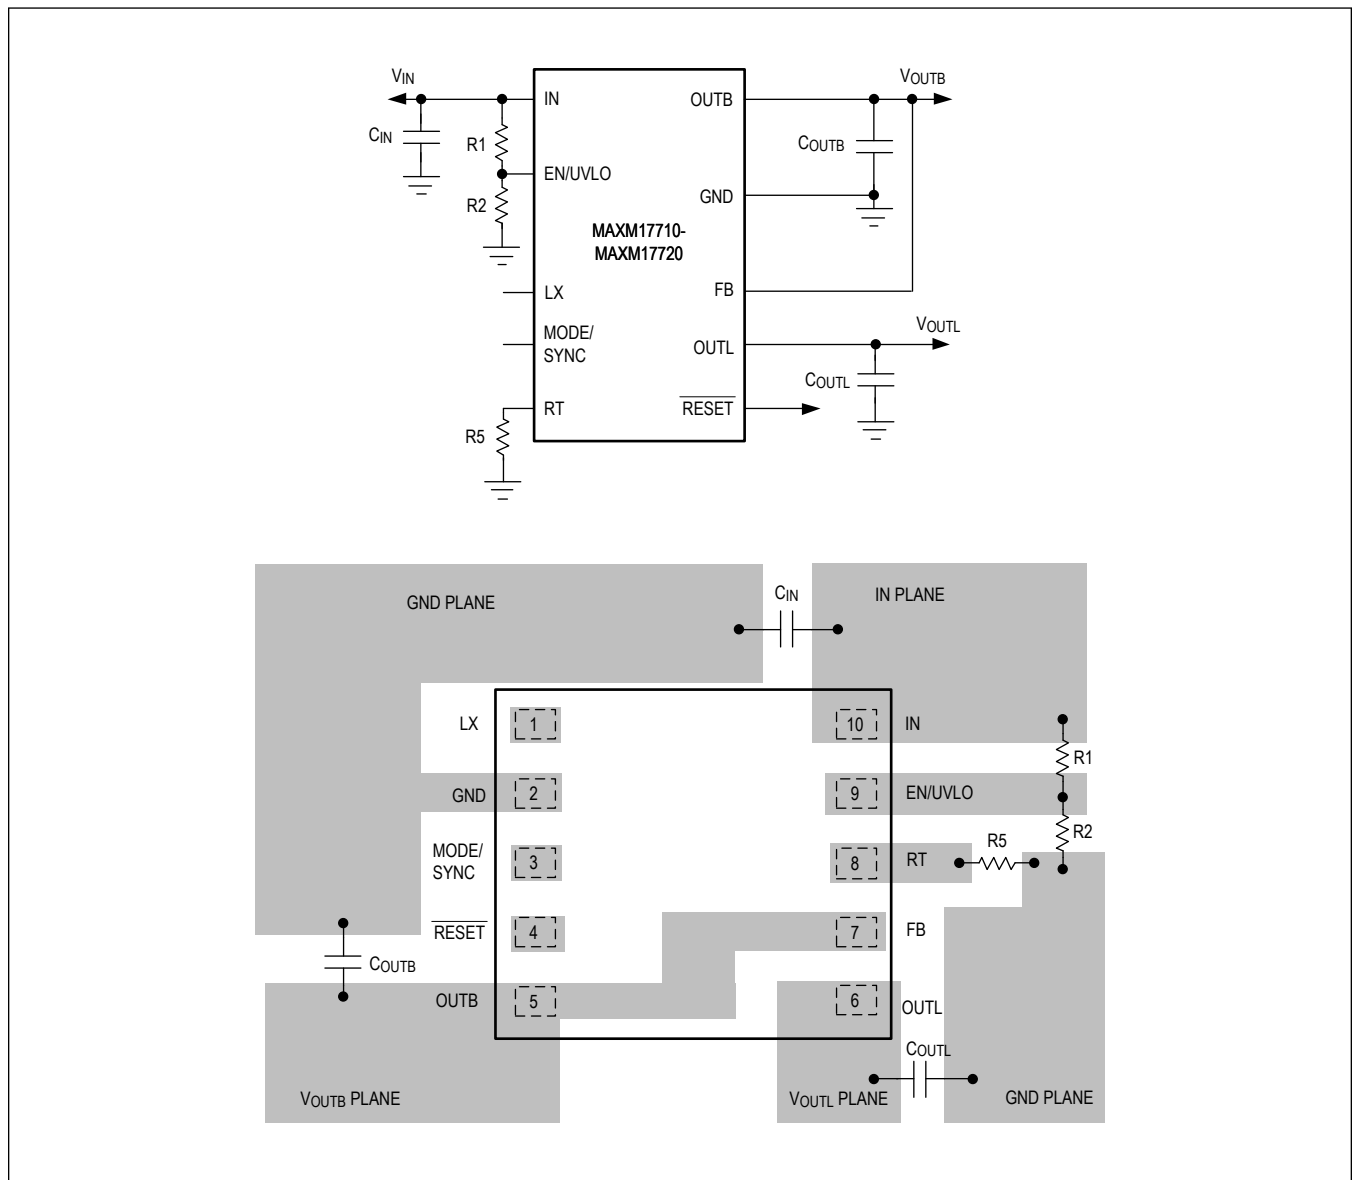 VIN
VOUTB
IN
OUTB
CIN
R1
COUTB
EN/UVLO
R2
GND
MAXM17710-
MAXM17720
LX
FB
MODE/
SYNC
VOUTL
OUTL
COUTL
RT
RESET
R5
GND PLANE
CIN
IN PLANE
LX
1
10
IN
R1
GND
2
9
EN/UVLO
R2
MODE/
SYNC
3
8
RT
R5
RESET
4
7
FB
COUTB
OUTB
5
6
OUTL
COUTL
VOUTB PLANE
VOUTL PLANE
GND PLANE